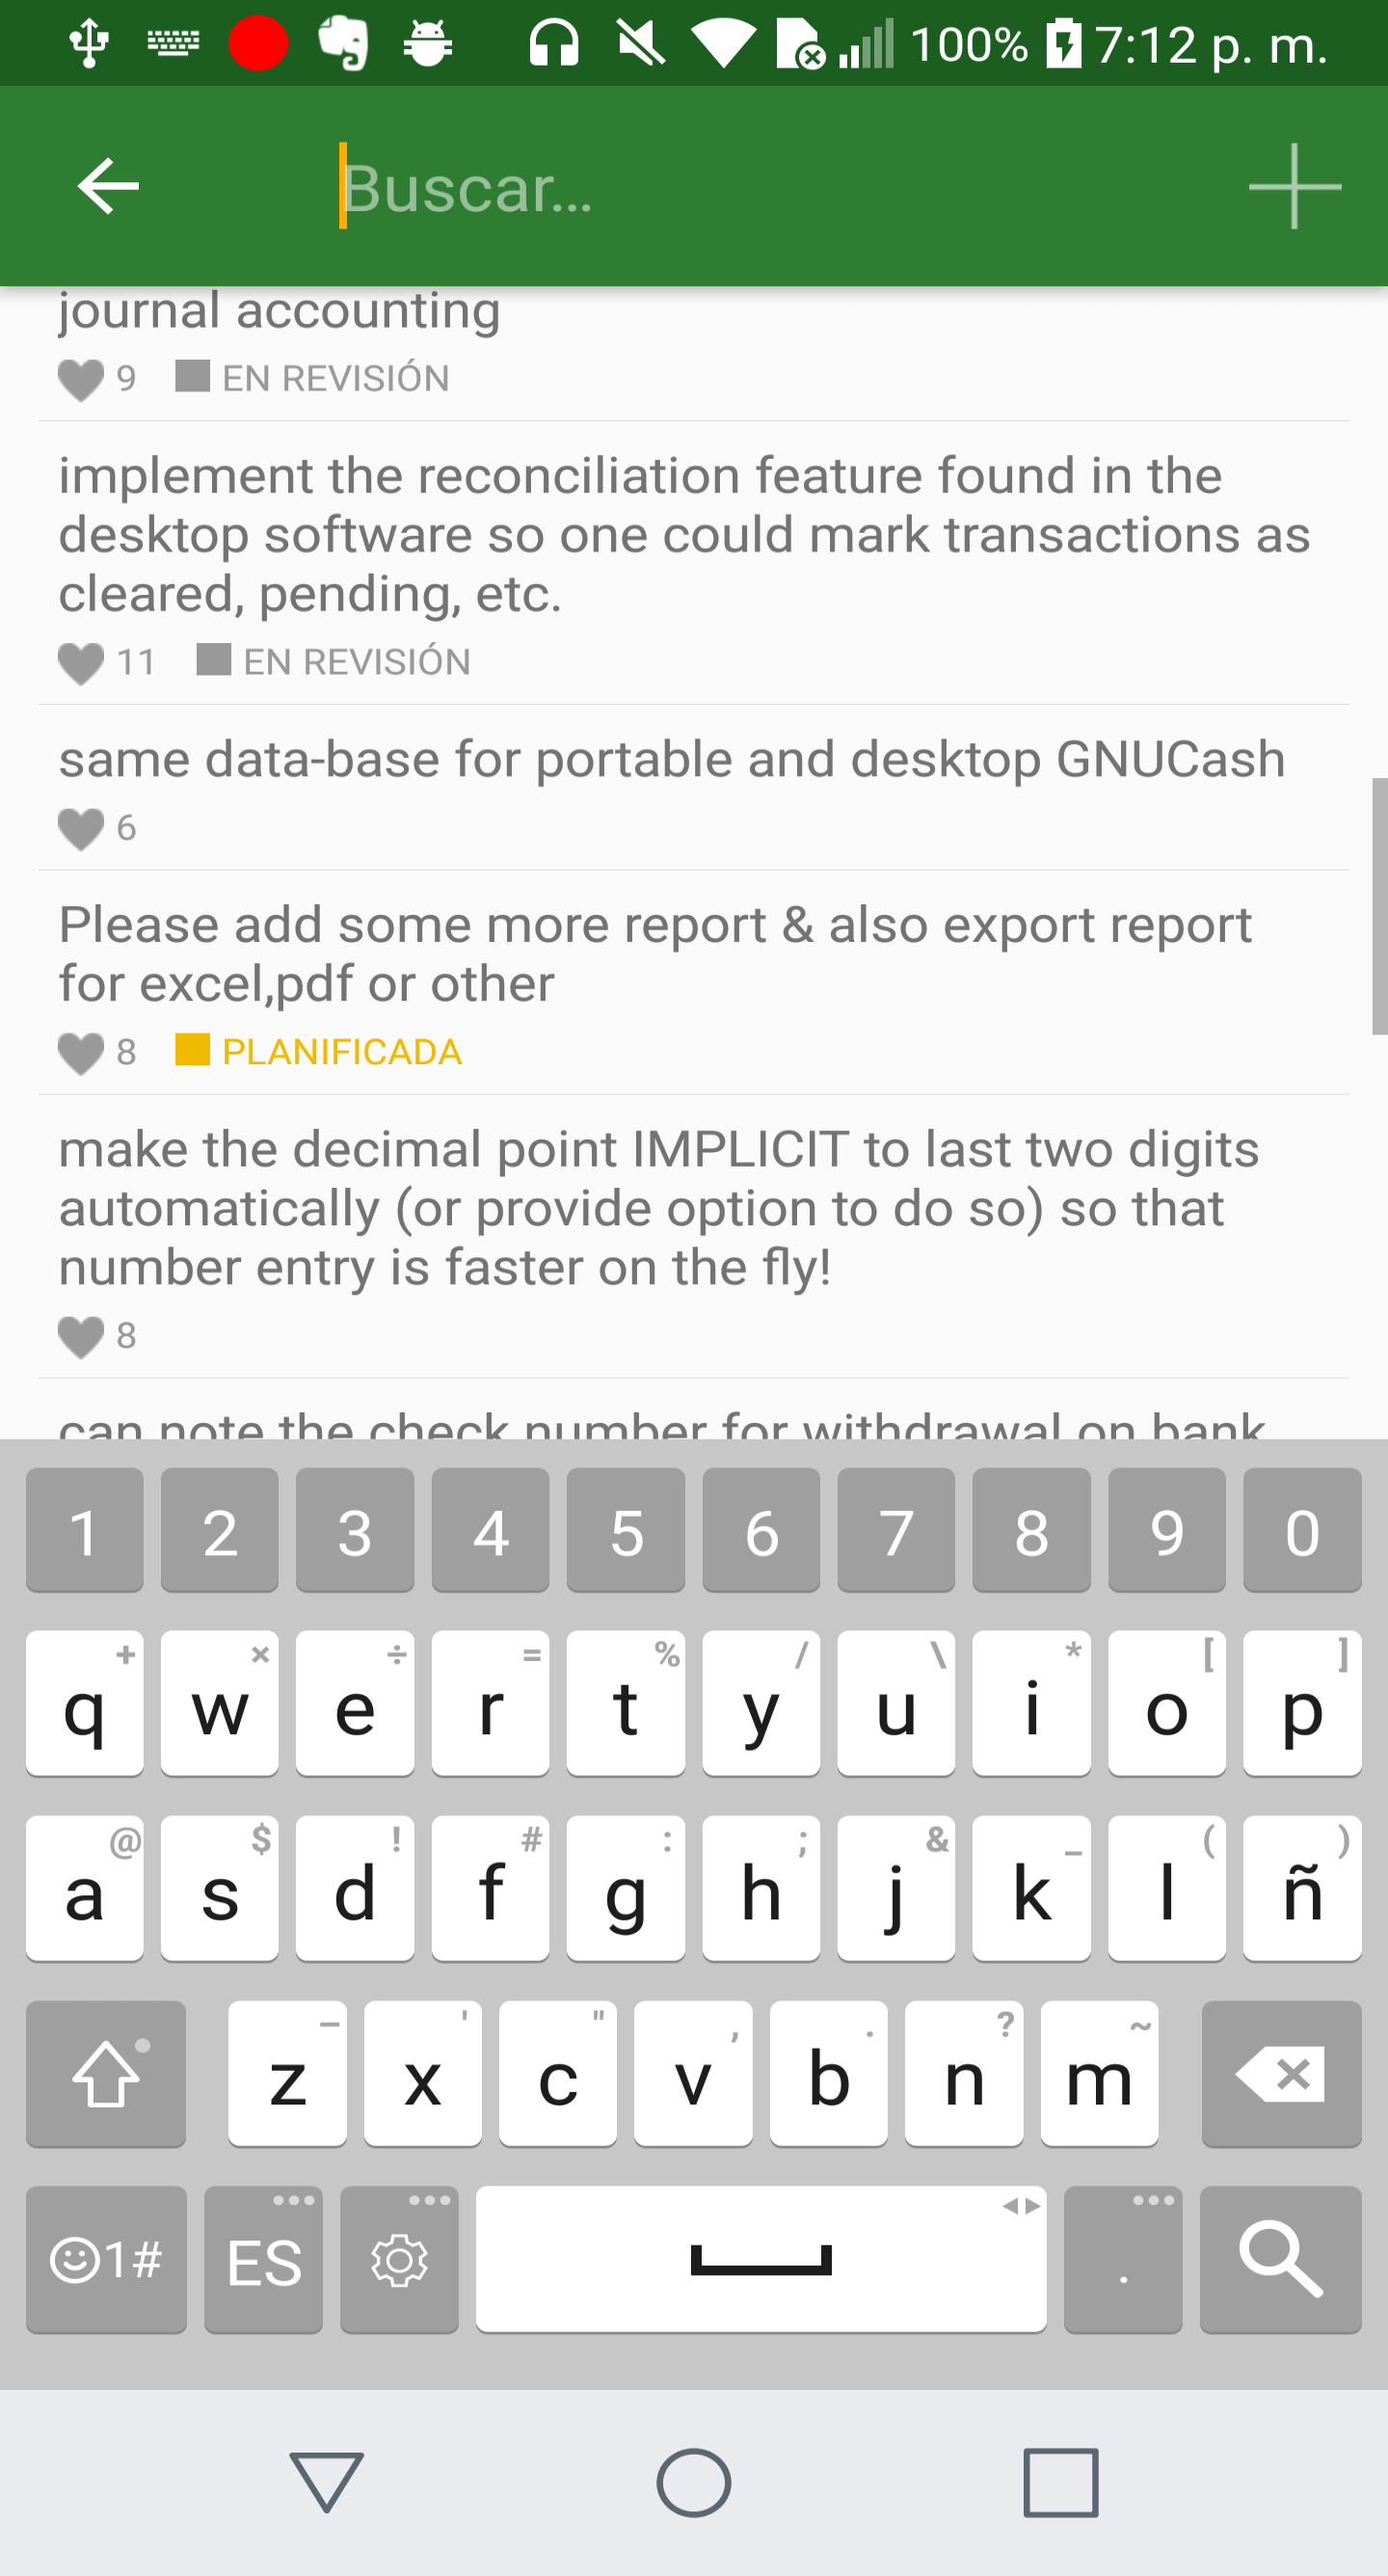 100% 7:12 p. m.
Buscar...
journal accounting
9 EN REVISIÓN
implement the reconciliation feature found in the
desktop software so one could mark transactions as
cleared, pending, etc.
11 EN REVISIÓN
same data-base for portable and desktop GNUCash
6
Please add some more report & also export report
for excel,pdf or other
8 PLANIFICADA
make the decimal point IMPLICIT to last two digits
automatically (or provide option to do so) so that
number entry is faster on the fly!
8
can note the check number for withdrawal on bank
1 2 3 4 5 6 7 8 9 0
+ × ÷ = % / \ * [ ]
q w e r t y u i o p
@ $ ! # : ; & _ ( )
a s d f g h j k l ñ
– ' " , . ? ~
z x c v b n m
1# ES .